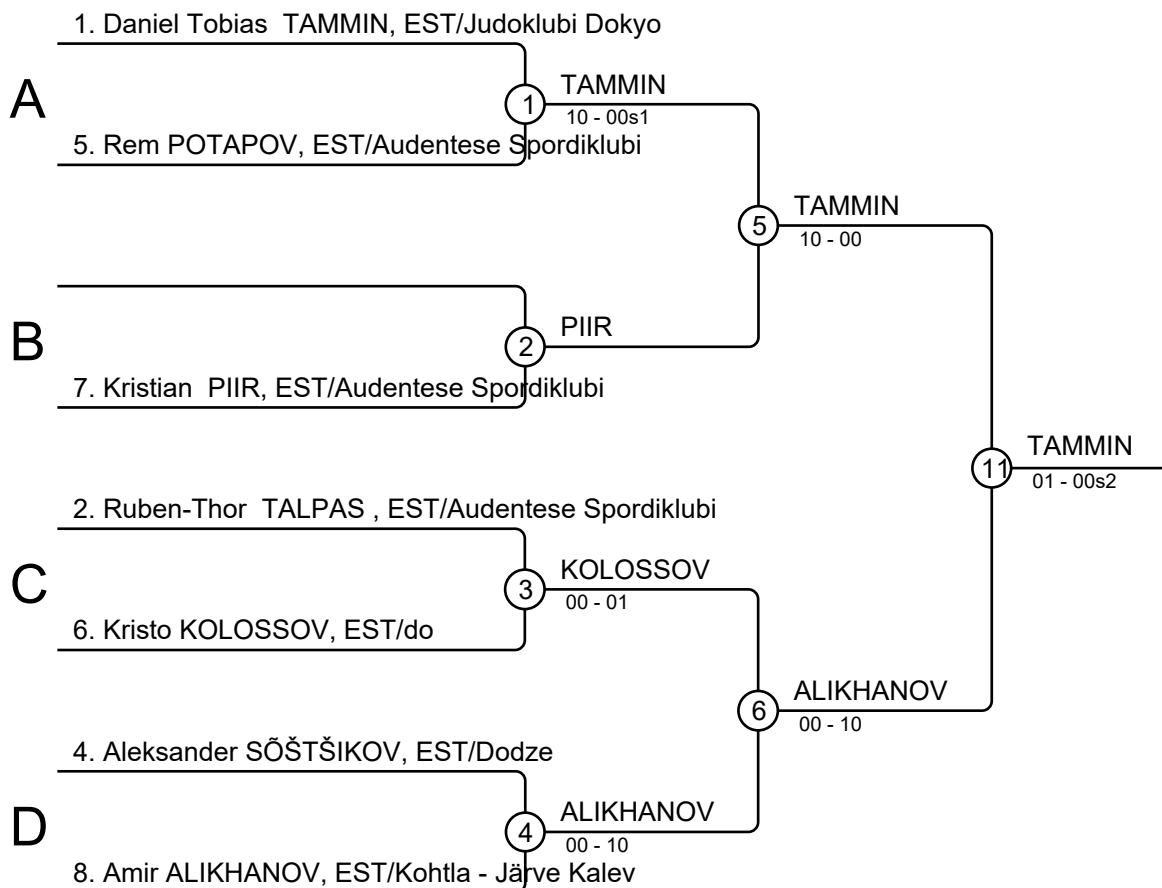 1. Daniel Tobias  TAMMIN, EST/Judoklubi Dokyo
A
1
TAMMIN
10 - 00s1
5. Rem POTAPOV, EST/Audentese Spordiklubi
5
TAMMIN
10 - 00
B
2
PIIR
7. Kristian  PIIR, EST/Audentese Spordiklubi
11
TAMMIN
01 - 00s2
2. Ruben-Thor  TALPAS , EST/Audentese Spordiklubi
C
3
KOLOSSOV
00 - 01
6. Kristo KOLOSSOV, EST/do
6
ALIKHANOV
00 - 10
4. Aleksander SÕŠTŠIKOV, EST/Dodze
D
4
ALIKHANOV
00 - 10
8. Amir ALIKHANOV, EST/Kohtla - Järve Kalev